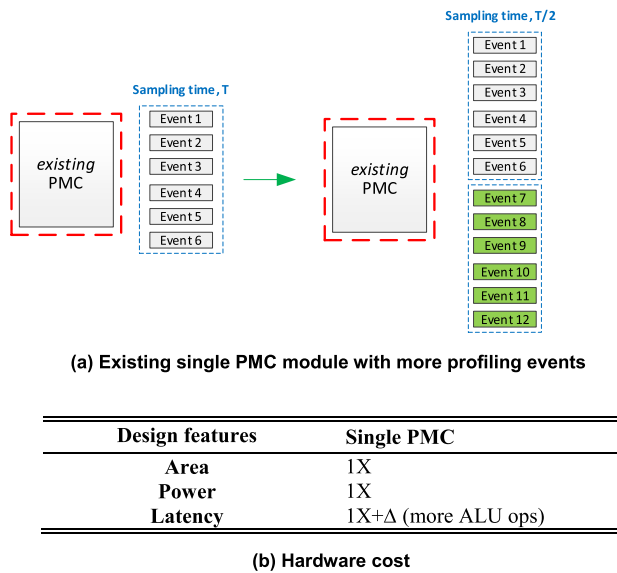 Sampling time, T
existing
PMC
Event 1
Event 2
Event 3
Event 4
Event 5
Event 6
Sampling time, T/2
existing
PMC
Event 1
Event 2
Event 3
Event 4
Event 5
Event 6
Event 7
Event 8
Event 9
Event 10
Event 11
Event 12
(a) Existing single PMC module with more profiling events
Design features Single PMC
Area 1X
Power 1X
Latency 1X+Δ (more ALU ops)
(b) Hardware cost